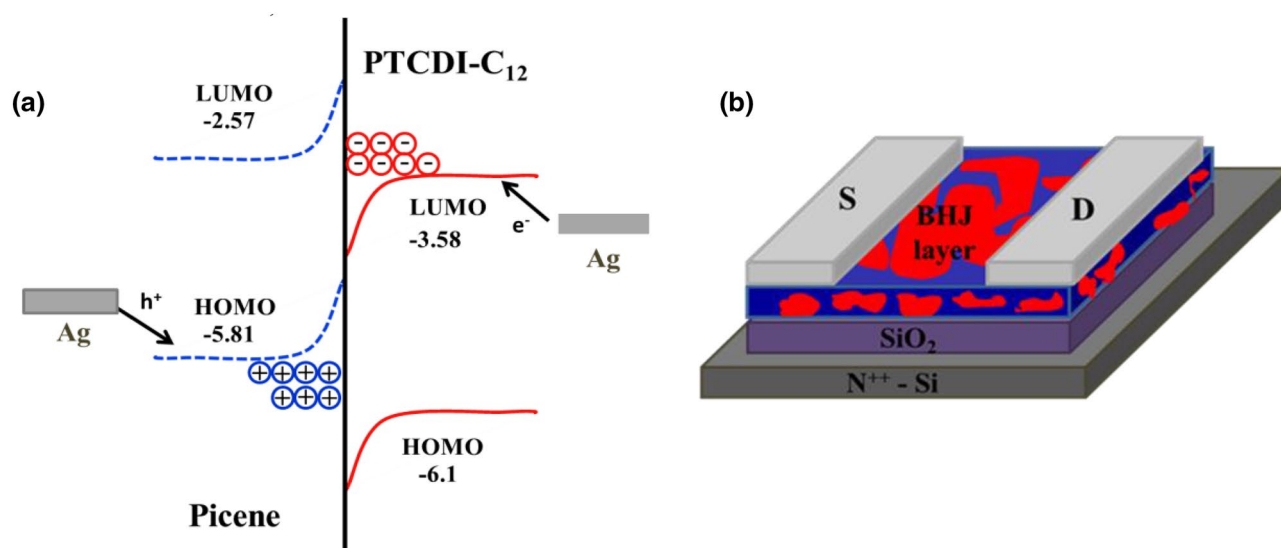 (a)
PTCDI-C₁₂
LUMO
-2.57
LUMO
-3.58
e⁻
Ag
h⁺
Ag
HOMO
-5.81
HOMO
-6.1
Picene
(b)
S
D
BHJ
layer
SiO₂
N⁺⁺ - Si